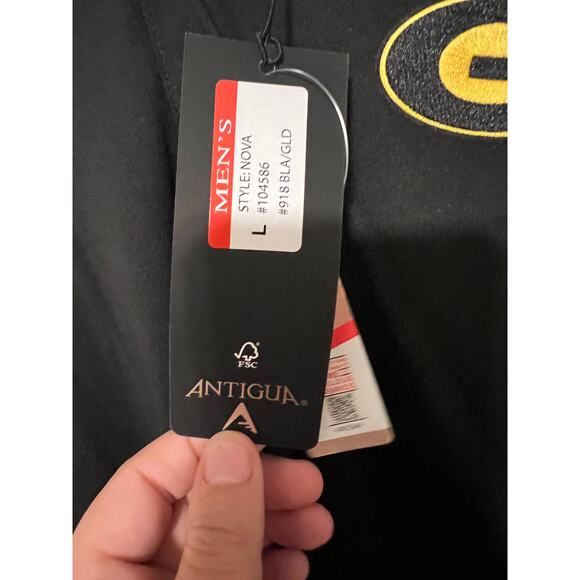 MEN'S
STYLE: NOVA
L #104586
#918 BLA/GLD
FSC
ANTIGUA®
G